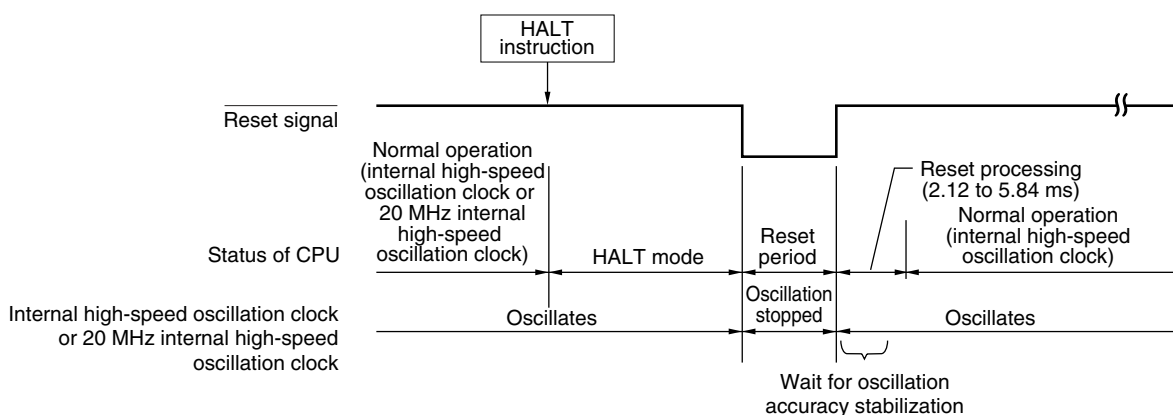 HALT
instruction
Reset signal
Normal operation
(internal high-speed
oscillation clock or
20 MHz internal
high-speed
oscillation clock)
Reset processing
(2.12 to 5.84 ms)
Normal operation
(internal high-speed
oscillation clock)
Status of CPU
HALT mode
Reset
period
Internal high-speed oscillation clock
or 20 MHz internal high-speed
oscillation clock
Oscillates
Oscillation
stopped
Oscillates
Wait for oscillation
accuracy stabilization